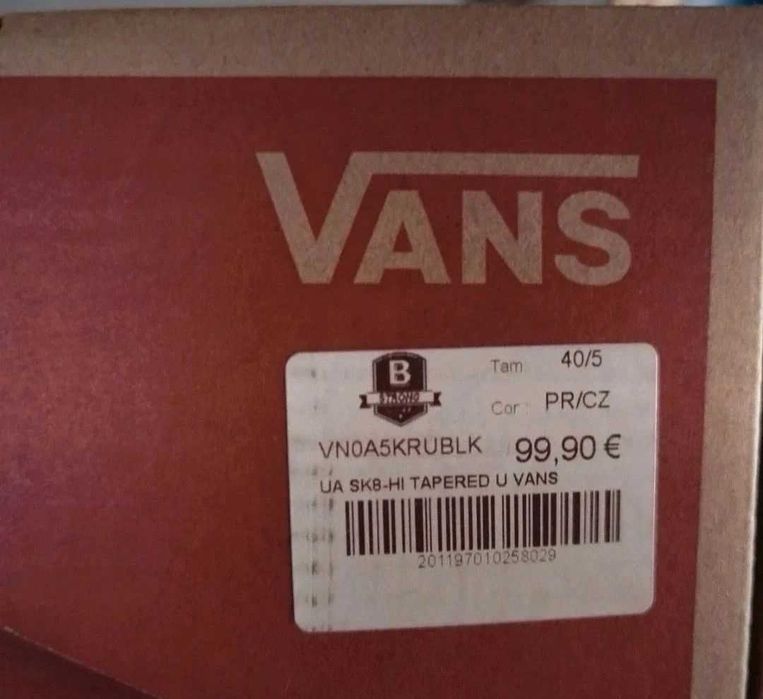 VANS
B
STRONG
Tam 40/5
Cor : PR/CZ
VN0A5KRUBLK 99,90 €
UA SK8-HI TAPERED U VANS
201197010258029